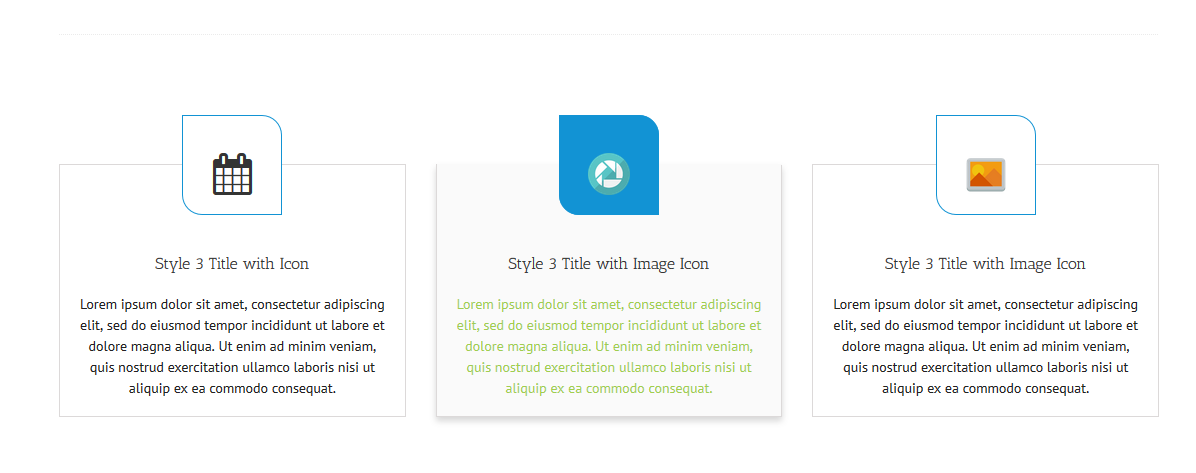 Style 3 Title with Icon
Lorem ipsum dolor sit amet, consectetur adipiscing
elit, sed do eiusmod tempor incididunt ut labore et
dolore magna aliqua. Ut enim ad minim veniam,
quis nostrud exercitation ullamco laboris nisi ut
aliquip ex ea commodo consequat.
Style 3 Title with Image Icon
Lorem ipsum dolor sit amet, consectetur adipiscing
elit, sed do eiusmod tempor incididunt ut labore et
dolore magna aliqua. Ut enim ad minim veniam,
quis nostrud exercitation ullamco laboris nisi ut
aliquip ex ea commodo consequat.
Style 3 Title with Image Icon
Lorem ipsum dolor sit amet, consectetur adipiscing
elit, sed do eiusmod tempor incididunt ut labore et
dolore magna aliqua. Ut enim ad minim veniam,
quis nostrud exercitation ullamco laboris nisi ut
aliquip ex ea commodo consequat.